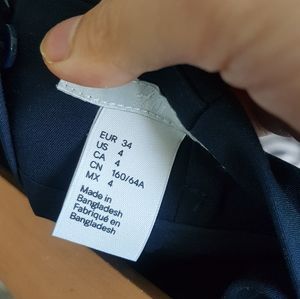 EUR 34
US 4
CA 4
CN 160/64A
MX 4
Made in
Bangladesh
Fabriqué en
Bangladesh